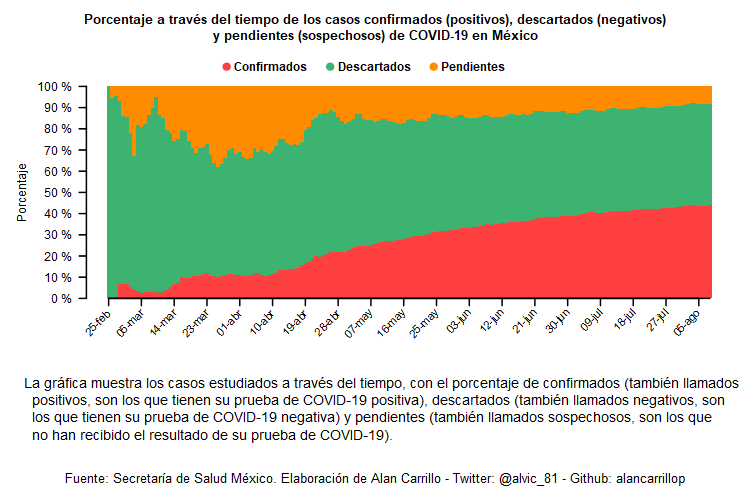 Porcentaje a través del tiempo de los casos confirmados (positivos), descartados (negativos)
y pendientes (sospechosos) de COVID-19 en México
Confirmados Descartados Pendientes
Porcentaje
100 %
90 %
80 %
70 %
60 %
50 %
40 %
30 %
20 %
10 %
0 %
25-feb 05-mar 14-mar 23-mar 01-abr 10-abr 19-abr 28-abr 07-may 16-may 25-may 03-jun 12-jun 21-jun 30-jun 09-jul 18-jul 27-jul 05-ago
La gráfica muestra los casos estudiados a través del tiempo, con el porcentaje de confirmados (también llamados
positivos, son los que tienen su prueba de COVID-19 positiva), descartados (también llamados negativos, son
los que tienen su prueba de COVID-19 negativa) y pendientes (también llamados sospechosos, son los que
no han recibido el resultado de su prueba de COVID-19).
Fuente: Secretaría de Salud México. Elaboración de Alan Carrillo - Twitter: @alvic_81 - Github: alancarrillop